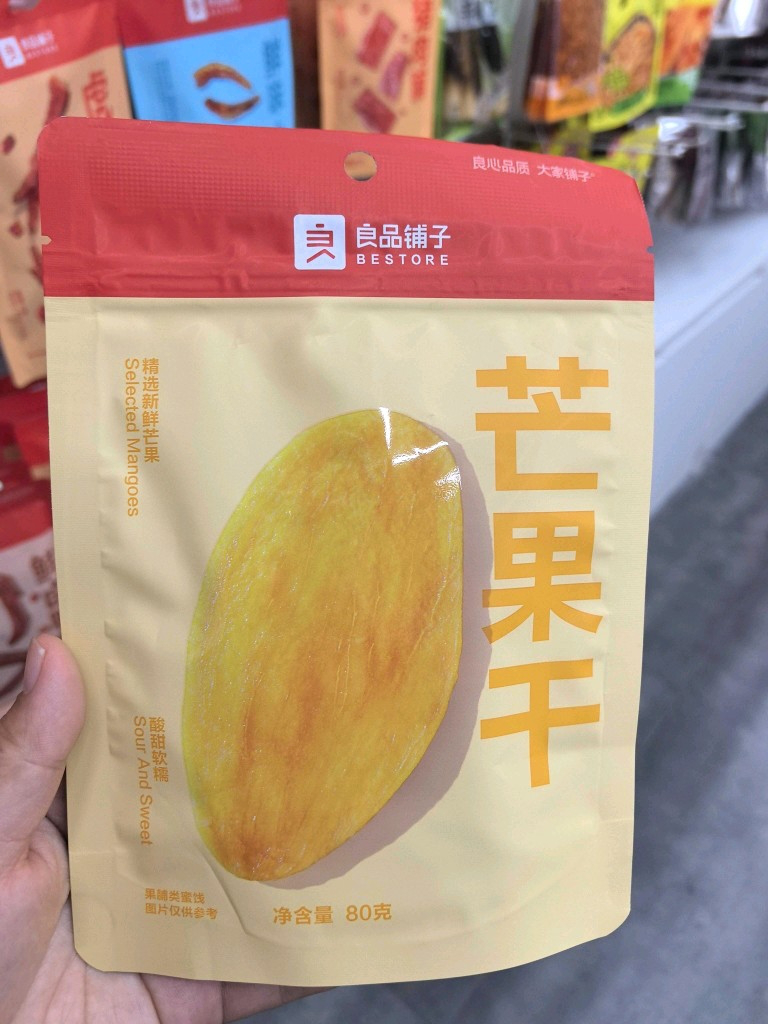 良心品质 大家铺子
良品铺子
BESTORE
精选新鲜芒果
Selected Mangoes
芒果干
酸甜软糯
Sour And Sweet
果脯类蜜饯
图片仅供参考
净含量 80克